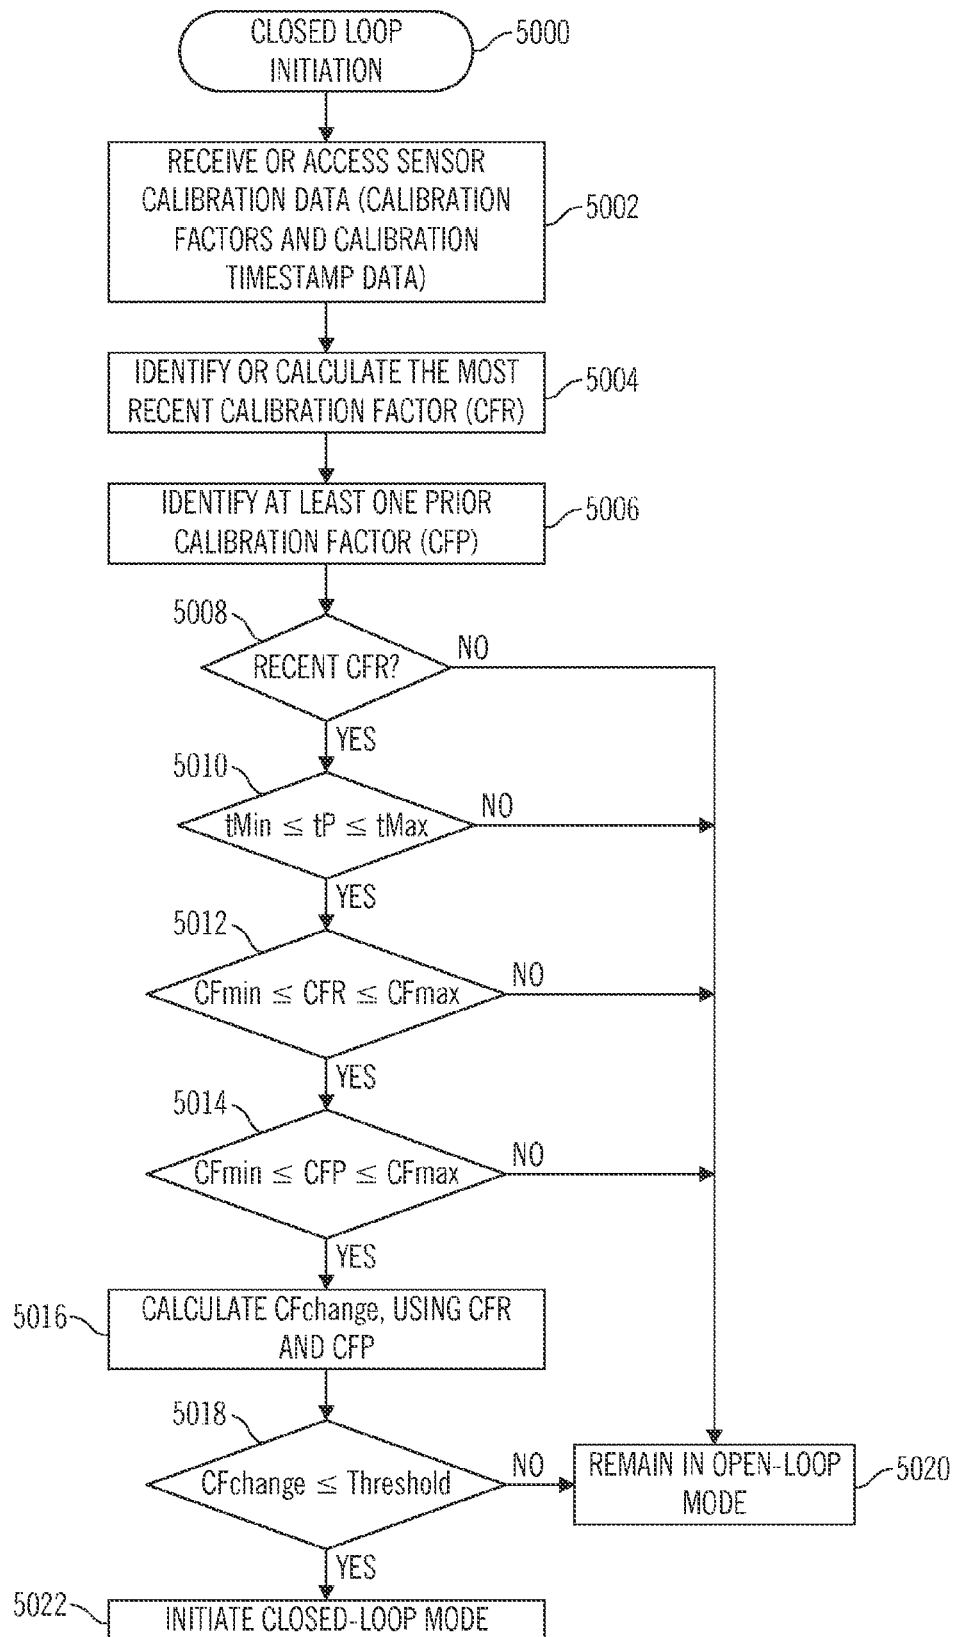 CLOSED LOOP
INITIATION
5000
RECEIVE OR ACCESS SENSOR
CALIBRATION DATA (CALIBRATION
FACTORS AND CALIBRATION
TIMESTAMP DATA)
5002
IDENTIFY OR CALCULATE THE MOST
RECENT CALIBRATION FACTOR (CFR)
5004
IDENTIFY AT LEAST ONE PRIOR
CALIBRATION FACTOR (CFP)
5006
5008
RECENT CFR?
NO
YES
5010
tMin ≤ tP ≤ tMax
NO
YES
5012
CFmin ≤ CFR ≤ CFmax
NO
YES
5014
CFmin ≤ CFP ≤ CFmax
NO
YES
5016
CALCULATE CFchange, USING CFR
AND CFP
5018
CFchange ≤ Threshold
NO
REMAIN IN OPEN-LOOP
MODE
5020
YES
5022
INITIATE CLOSED-LOOP MODE